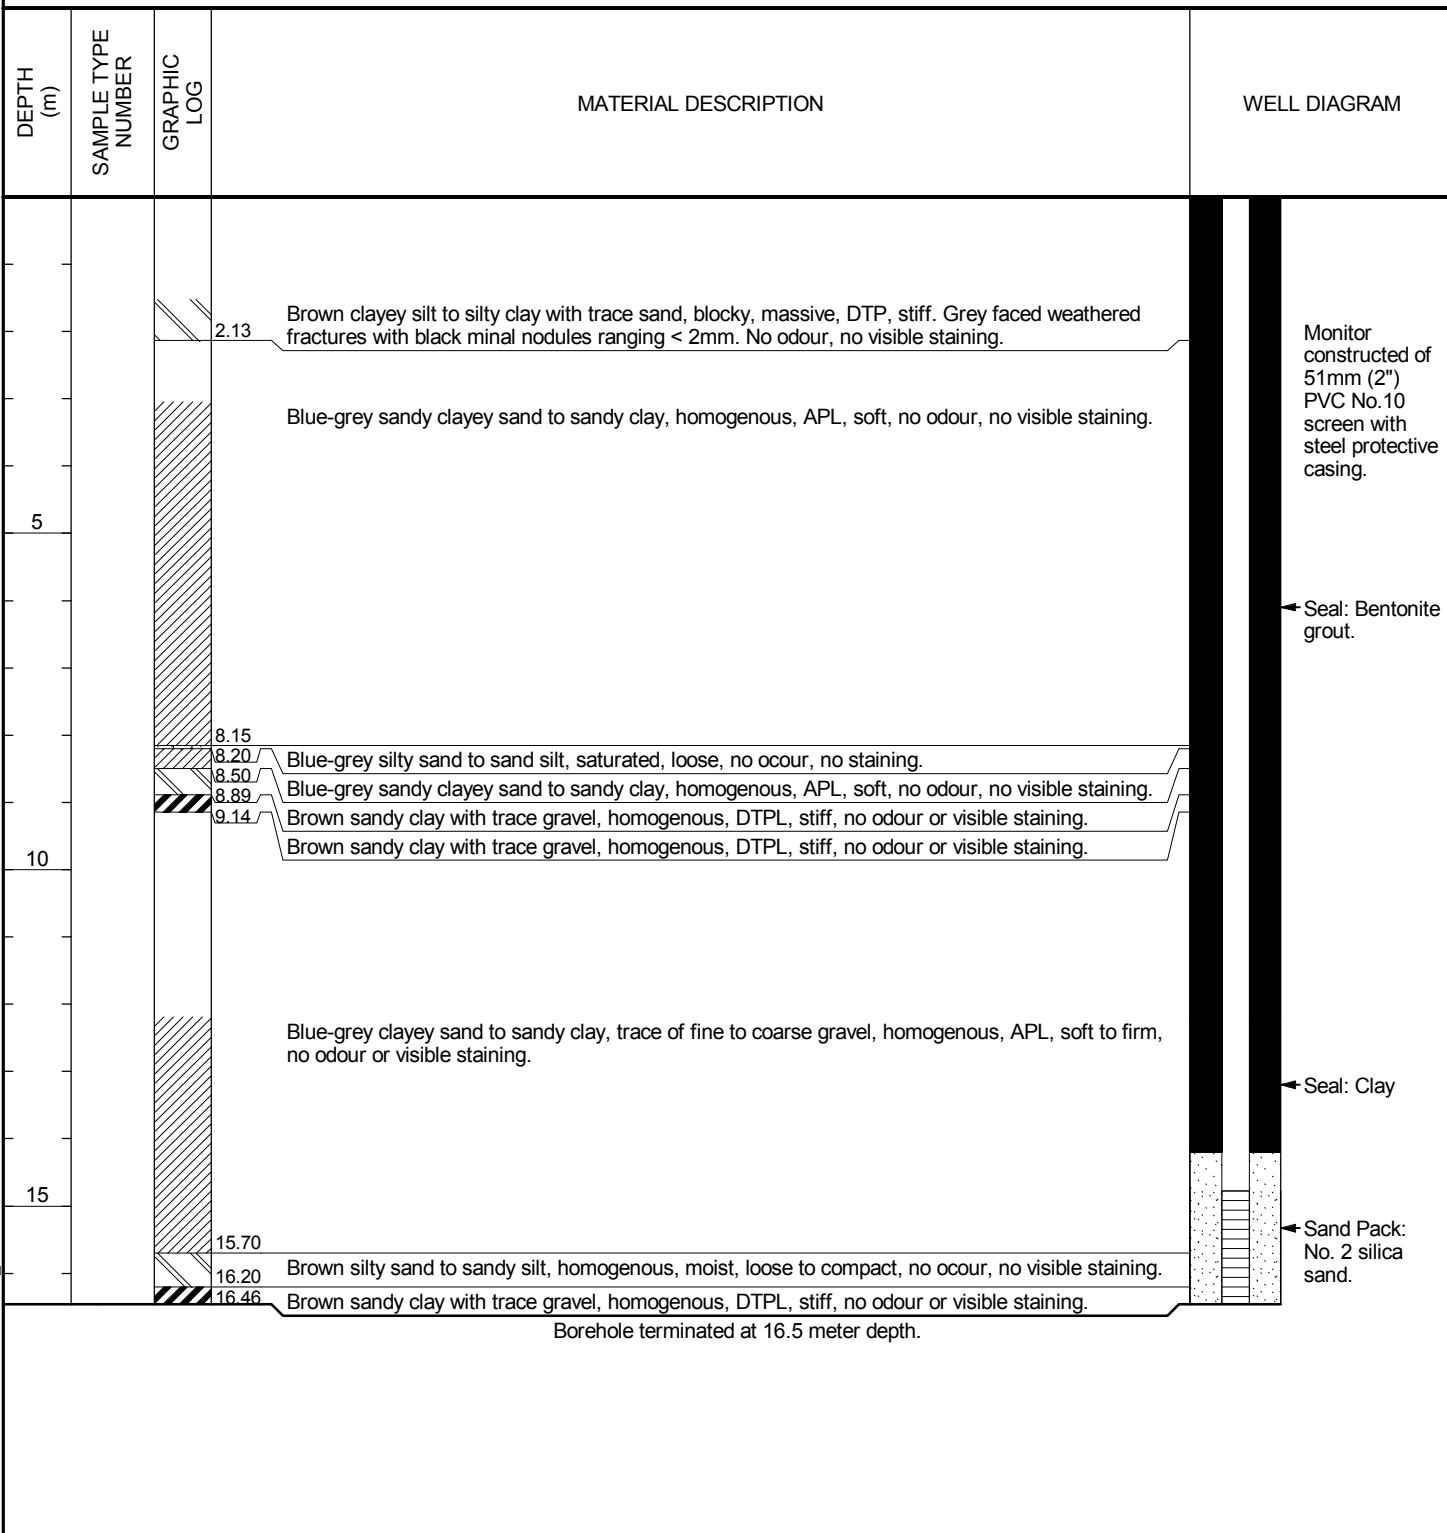 DEPTH
(m)
SAMPLE TYPE
NUMBER
GRAPHIC
LOG
MATERIAL DESCRIPTION
WELL DIAGRAM
2.13
Brown clayey silt to silty clay with trace sand, blocky, massive, DTP, stiff. Grey faced weathered
fractures with black minal nodules ranging < 2mm. No odour, no visible staining.
Monitor
constructed of
51mm (2")
PVC No.10
screen with
steel protective
casing.
Blue-grey sandy clayey sand to sandy clay, homogenous, APL, soft, no odour, no visible staining.
5
Seal: Bentonite
grout.
8.15
8.20
Blue-grey silty sand to sand silt, saturated, loose, no ocour, no staining.
8.50
Blue-grey sandy clayey sand to sandy clay, homogenous, APL, soft, no odour, no visible staining.
8.89
Brown sandy clay with trace gravel, homogenous, DTPL, stiff, no odour or visible staining.
9.14
Brown sandy clay with trace gravel, homogenous, DTPL, stiff, no odour or visible staining.
10
Blue-grey clayey sand to sandy clay, trace of fine to coarse gravel, homogenous, APL, soft to firm,
no odour or visible staining.
Seal: Clay
15
Sand Pack:
No. 2 silica
sand.
15.70
Brown silty sand to sandy silt, homogenous, moist, loose to compact, no ocour, no visible staining.
16.20
16.46
Brown sandy clay with trace gravel, homogenous, DTPL, stiff, no odour or visible staining.
Borehole terminated at 16.5 meter depth.